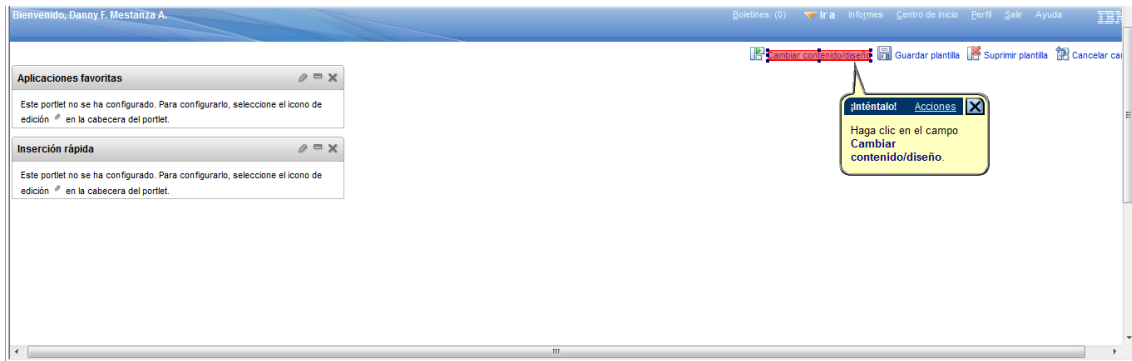 Bienvenido, Danny F. Mestanza A.
Boletines: (0) Ir a Informes Centro de inicio Perfil Salir Ayuda
Cambiar contenido/diseño Guardar plantilla Suprimir plantilla Cancelar ca
Aplicaciones favoritas
Este portlet no se ha configurado. Para configurarlo, seleccione el icono de
edición en la cabecera del portlet.
Inserción rápida
Este portlet no se ha configurado. Para configurarlo, seleccione el icono de
edición en la cabecera del portlet.
¡Inténtalo! Acciones
Haga clic en el campo
Cambiar
contenido/diseño.